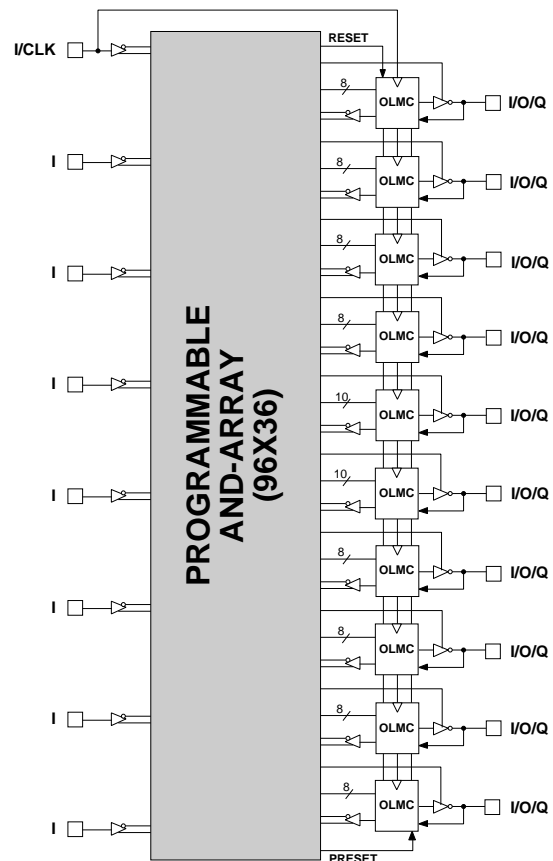 RESET
I/CLK
8
OLMC
I/O/Q
I
8
OLMC
I/O/Q
I
8
OLMC
I/O/Q
8
OLMC
I/O/Q
I
10
OLMC
I/O/Q
PROGRAMMABLE
AND-ARRAY
(96X36)
I
10
OLMC
I/O/Q
8
OLMC
I/O/Q
I
8
OLMC
I/O/Q
I
8
OLMC
I/O/Q
8
OLMC
I/O/Q
I
PRESET